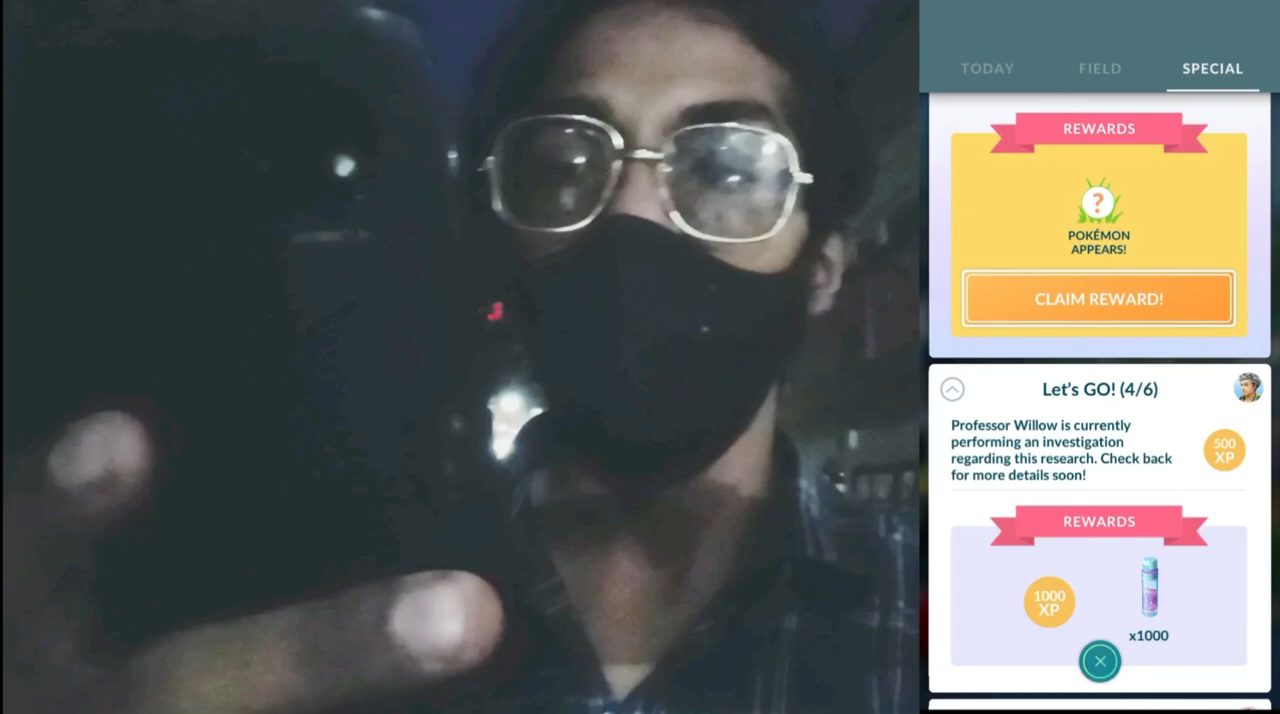 TODAY FIELD SPECIAL
REWARDS
?
POKÉMON
APPEARS!
CLAIM REWARD!
Let's GO! (4/6)
Professor Willow is currently
performing an investigation
regarding this research. Check back
for more details soon!
500
XP
REWARDS
1000
XP
x1000